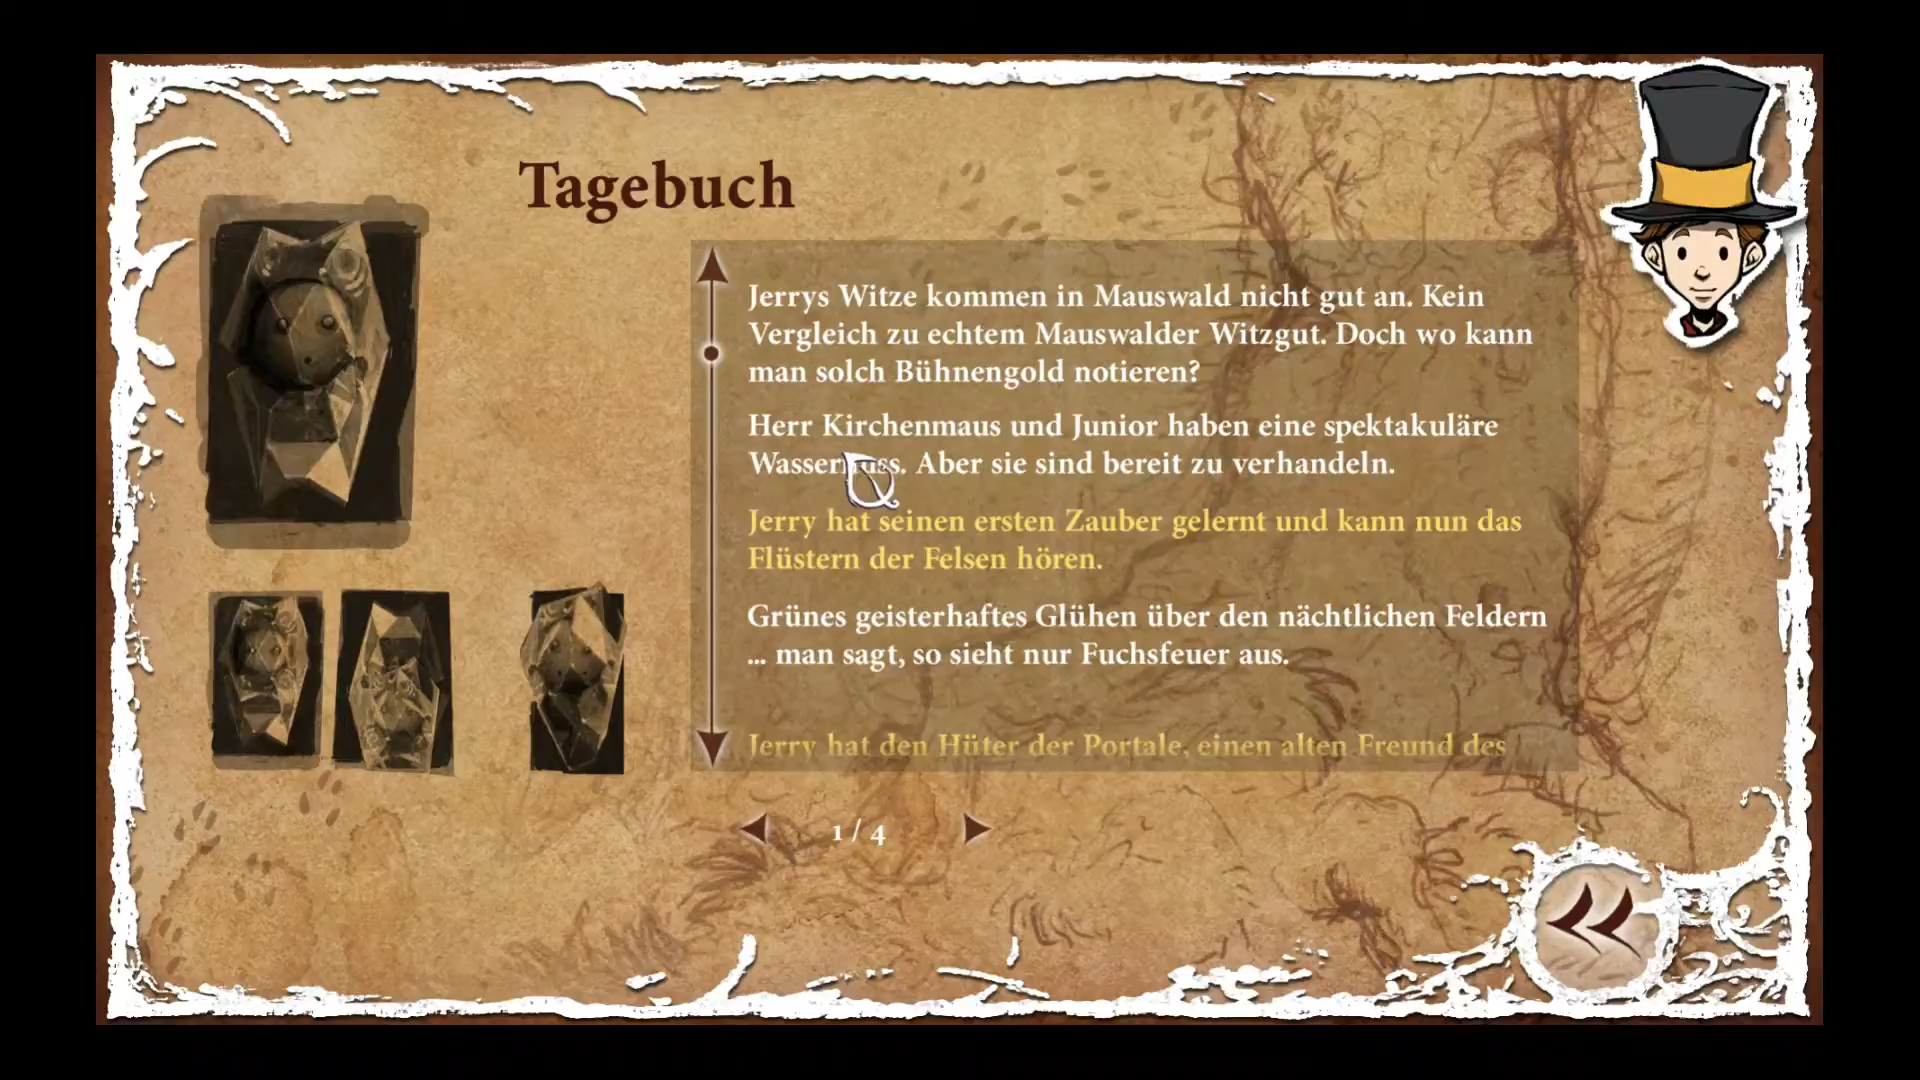 Tagebuch
Jerrys Witze kommen in Mauswald nicht gut an. Kein
Vergleich zu echtem Mauswalder Witzgut. Doch wo kann
man solch Bühnengold notieren?
Herr Kirchenmaus und Junior haben eine spektakuläre
Aber sie sind bereit zu verhandeln.
Jerry hat seinen ersten Zauber gelernt und kann nun das
Flüstern der Felsen hören.
Grünes geisterhaftes Glühen über den nächtlichen Feldern
... man sagt, so sieht nur Fuchsfeuer aus.
Jerry hat den Hüter der Portale, einen alten Freund des
1 / 4